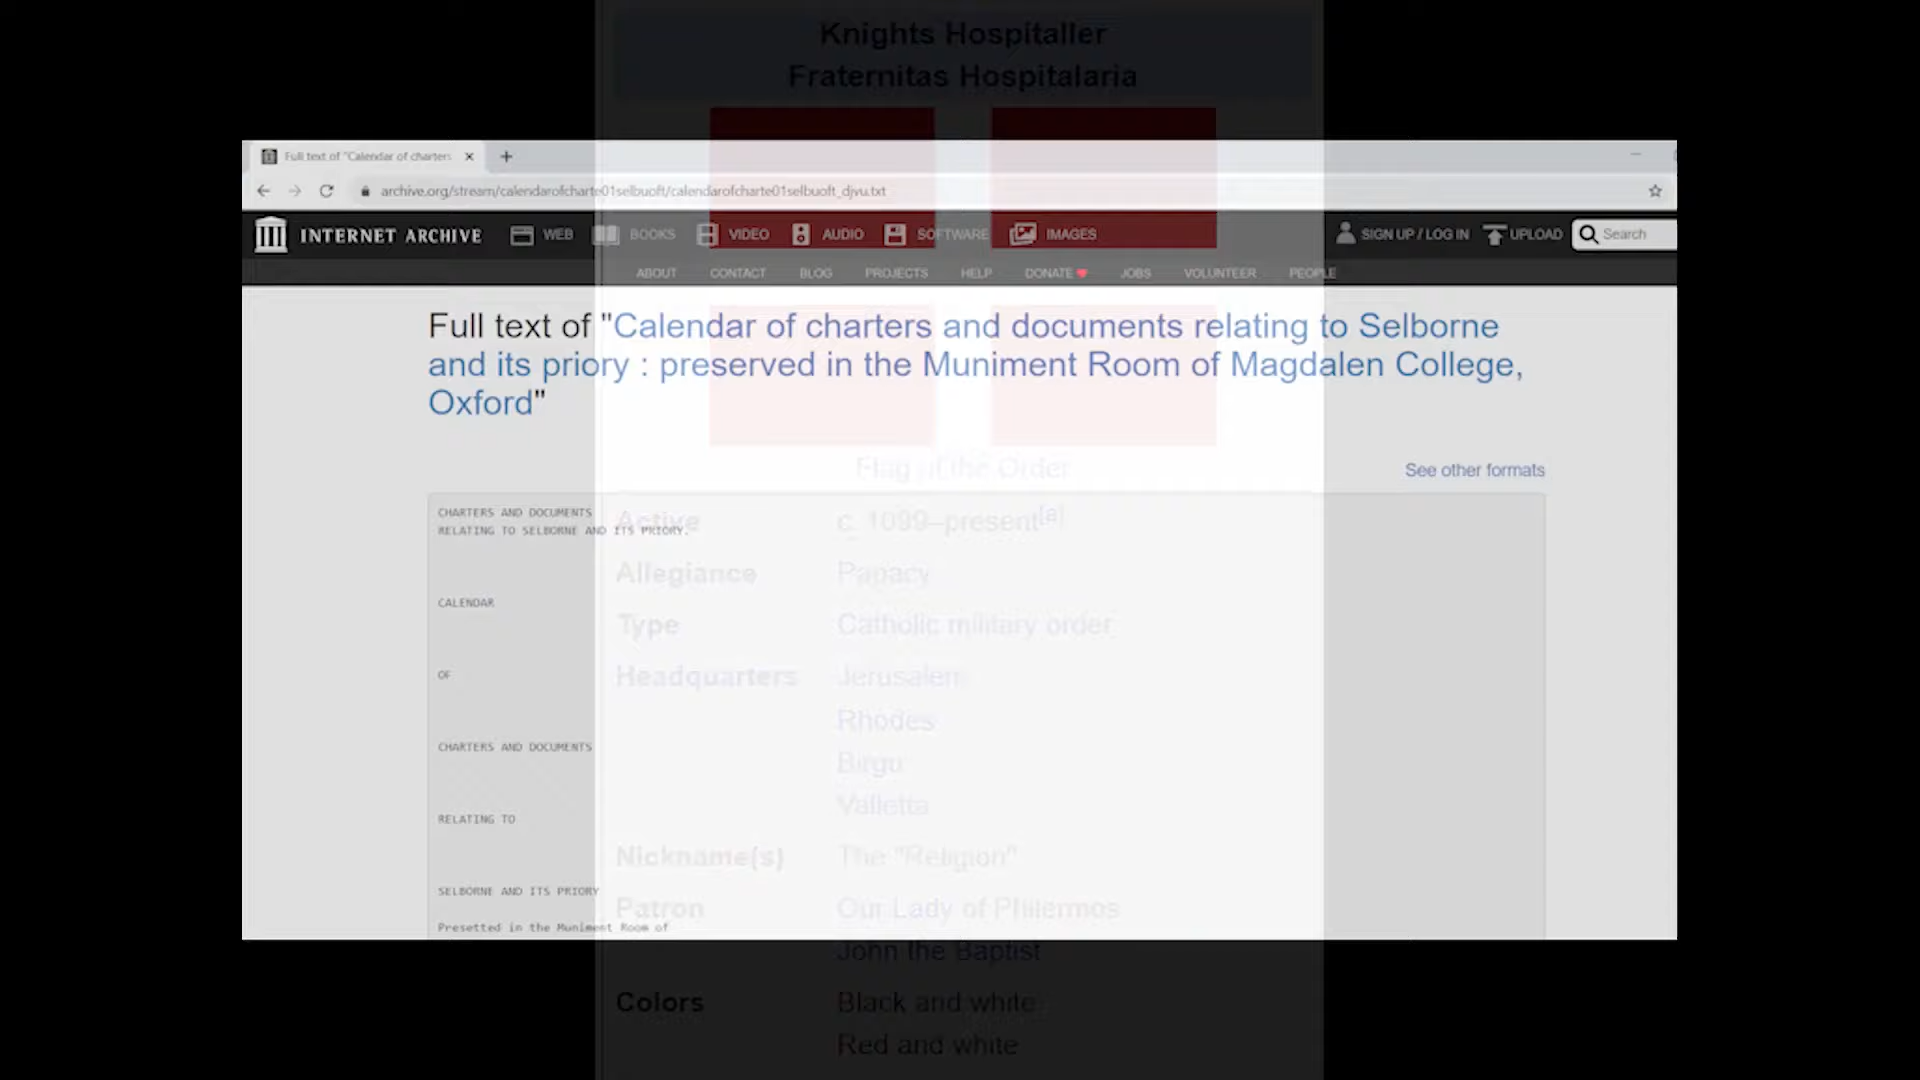 Knights Hospitaller
Fraternitas Hospitalaria
Full text of "Calendar of charters
archive.org/stream/calendarofcharte01selbuoft/calendarofcharte01selbuoft_djvu.txt
INTERNET ARCHIVE WEB BOOKS VIDEO AUDIO SOFTWARE IMAGES SIGN UP / LOG IN UPLOAD Search
ABOUT CONTACT BLOG PROJECTS HELP DONATE JOBS VOLUNTEER PEOPLE
Full text of "Calendar of charters and documents relating to Selborne
and its priory : preserved in the Muniment Room of Magdalen College,
Oxford"
Flag of the Order
See other formats
CHARTERS AND DOCUMENTS
RELATING TO SELBORNE AND ITS PRIORY.
Active c. 1099–present[a]
Allegiance Papacy
CALENDAR
Type Catholic military order
OF
Headquarters Jerusalem
Rhodes
CHARTERS AND DOCUMENTS
Birgu
Valletta
RELATING TO
Nickname(s) The "Religion"
SELBORNE AND ITS PRIORY
Patron Our Lady of Philermos
Presetted in the Muniment Room of
John the Baptist
Colors Black and white
Red and white